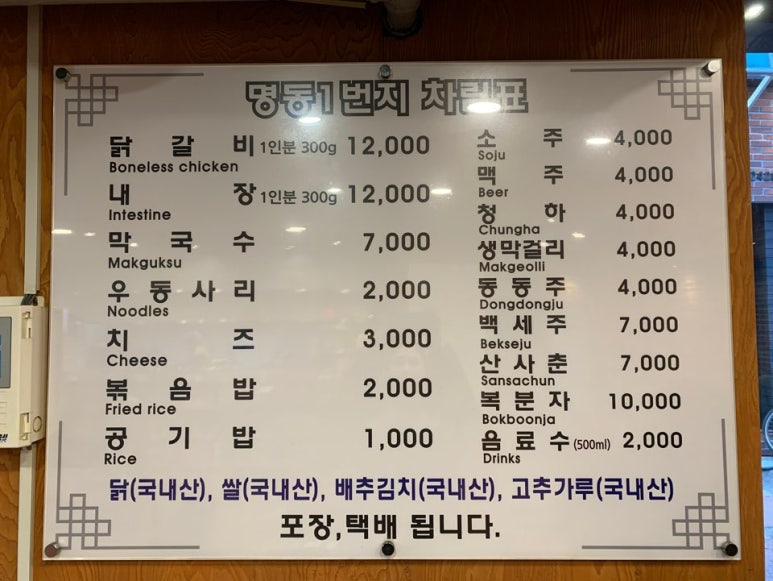 명동1번지 차림표
닭갈비 1인분 300g 12,000
Boneless chicken
내장 1인분 300g 12,000
Intestine
막국수 7,000
Makguksu
우동사리 2,000
Noodles
치즈 3,000
Cheese
볶음밥 2,000
Fried rice
공기밥 1,000
Rice
소주 4,000
Soju
맥주 4,000
Beer
청하 4,000
Chungha
생막걸리 4,000
Makgeolli
동동주 4,000
Dongdongju
백세주 7,000
Bekseju
산사춘 7,000
Sansachun
복분자 10,000
Bokboonja
음료수(500ml) 2,000
Drinks
닭(국내산), 쌀(국내산), 배추김치(국내산), 고추가루(국내산)
포장,택배 됩니다.